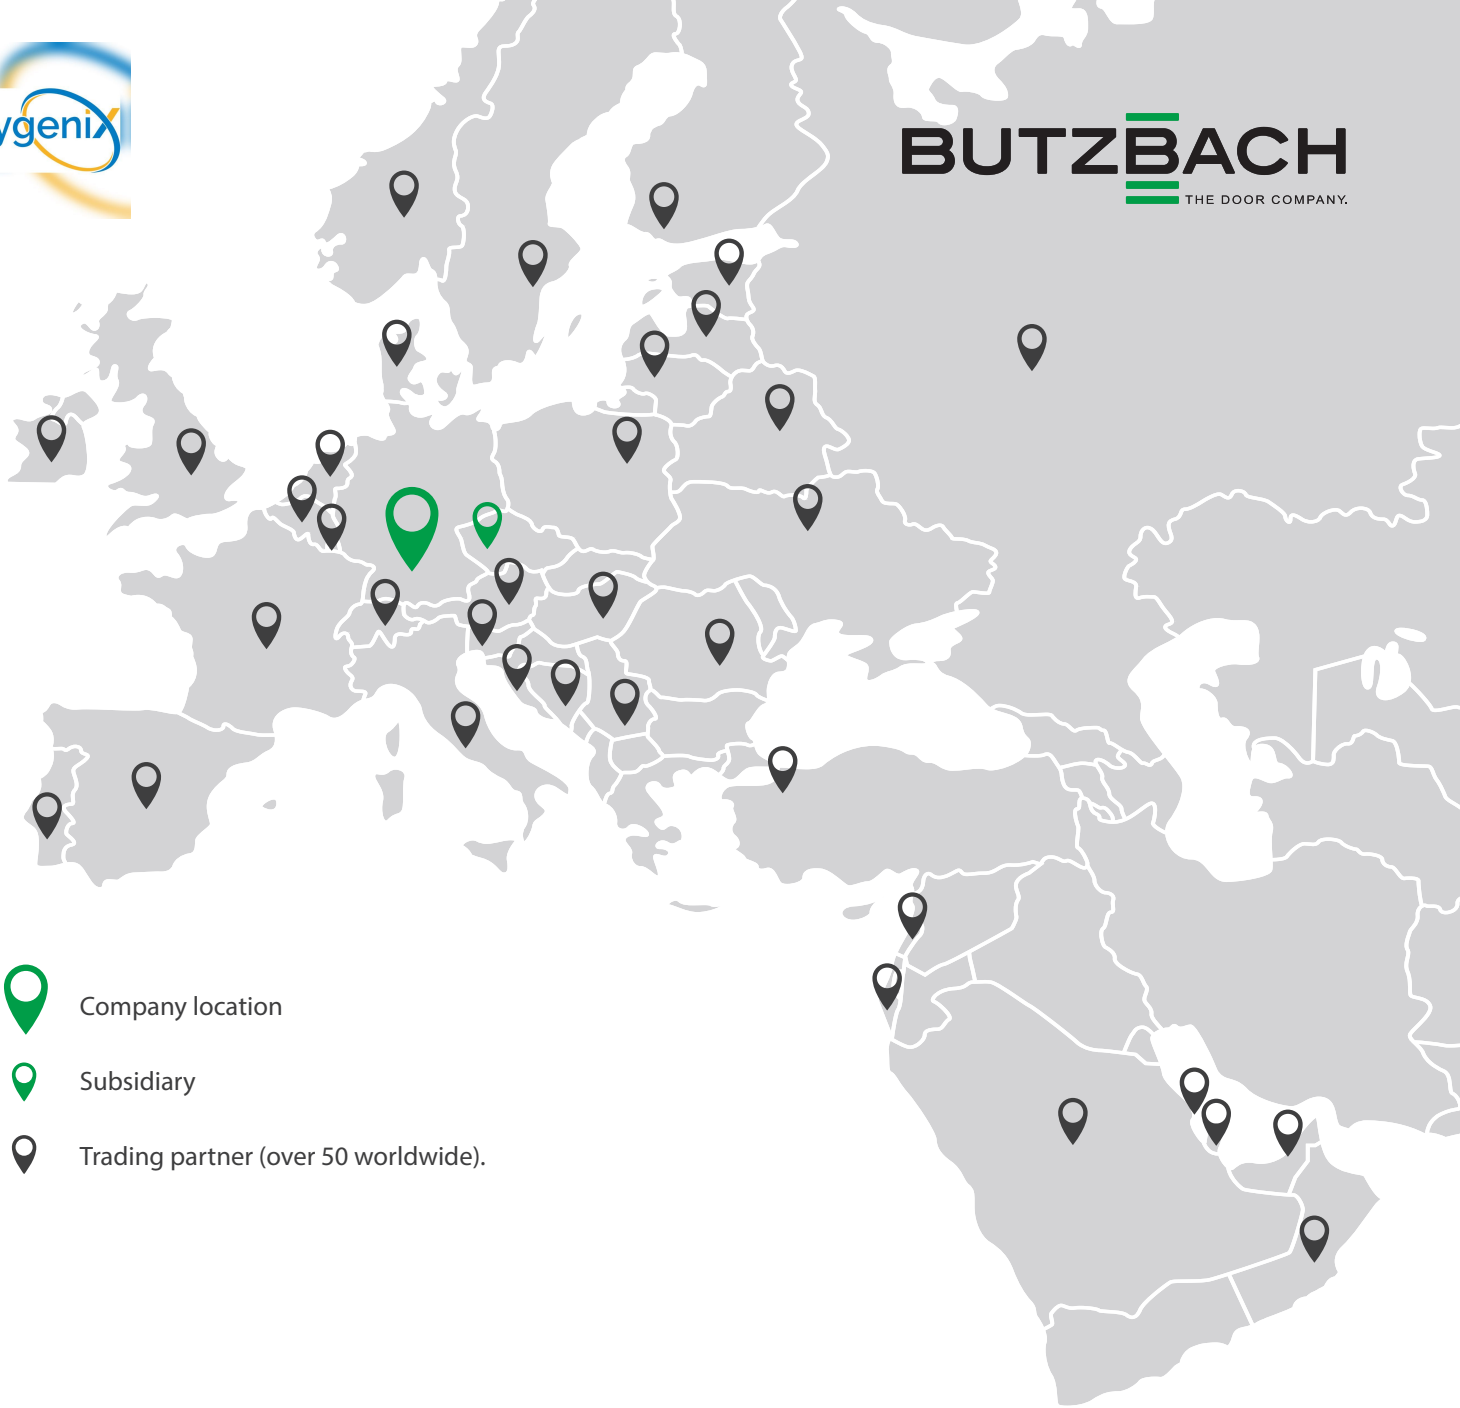 ygenix
BUTZBACH
THE DOOR COMPANY.
Company location
Subsidiary
Trading partner (over 50 worldwide).